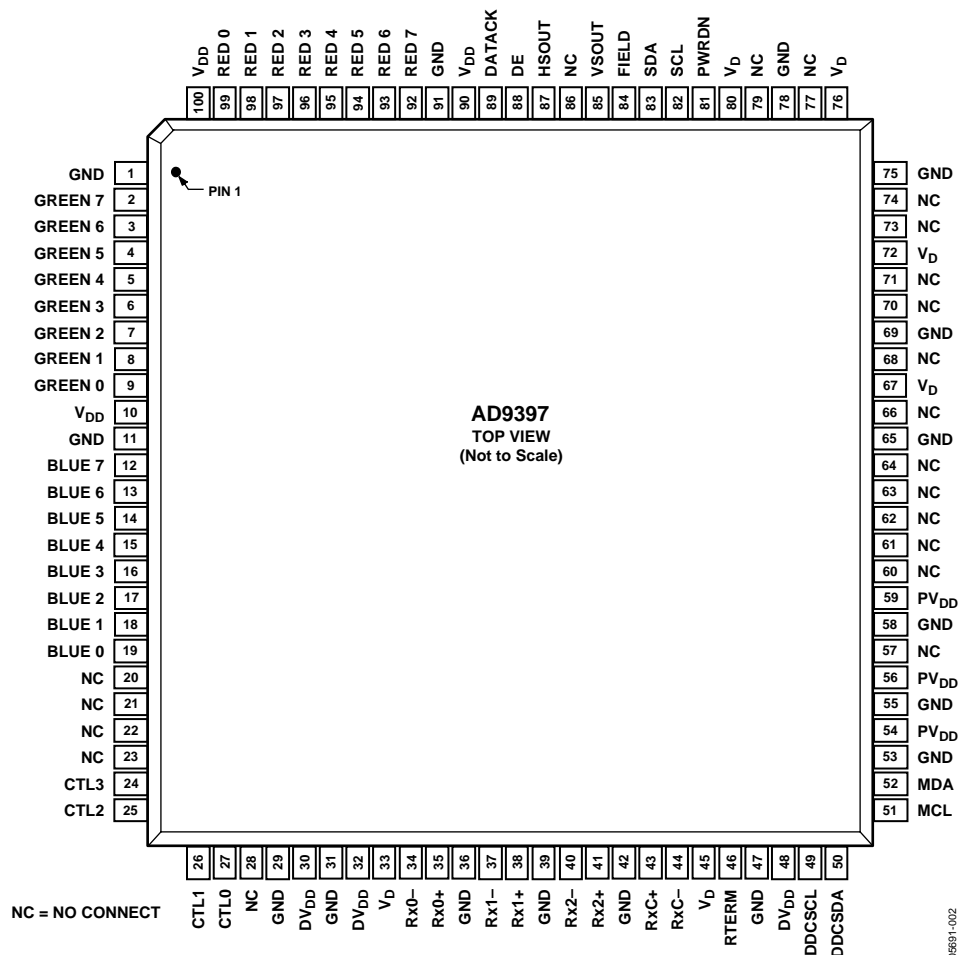 VDD RED 0 RED 1 RED 2 RED 3 RED 4 RED 5 RED 6 RED 7 GND VDD DATACK DE HSOUT NC VSOUT FIELD SDA SCL PWRDN VD NC GND NC VD
100 99 98 97 96 95 94 93 92 91 90 89 88 87 86 85 84 83 82 81 80 79 78 77 76
GND 1
GREEN 7 2
GREEN 6 3
GREEN 5 4
GREEN 4 5
GREEN 3 6
GREEN 2 7
GREEN 1 8
GREEN 0 9
VDD 10
GND 11
BLUE 7 12
BLUE 6 13
BLUE 5 14
BLUE 4 15
BLUE 3 16
BLUE 2 17
BLUE 1 18
BLUE 0 19
NC 20
NC 21
NC 22
NC 23
CTL3 24
CTL2 25
PIN 1
AD9397
TOP VIEW
(Not to Scale)
75 GND
74 NC
73 NC
72 VD
71 NC
70 NC
69 GND
68 NC
67 VD
66 NC
65 GND
64 NC
63 NC
62 NC
61 NC
60 NC
59 PVDD
58 GND
57 NC
56 PVDD
55 GND
54 PVDD
53 GND
52 MDA
51 MCL
26 27 28 29 30 31 32 33 34 35 36 37 38 39 40 41 42 43 44 45 46 47 48 49 50
CTL1 CTL0 NC GND DVDD GND DVDD VD Rx0– Rx0+ GND Rx1– Rx1+ GND Rx2– Rx2+ GND RxC+ RxC– VD RTERM GND DVDD DDCSCL DDCSDA
NC = NO CONNECT
05691-002